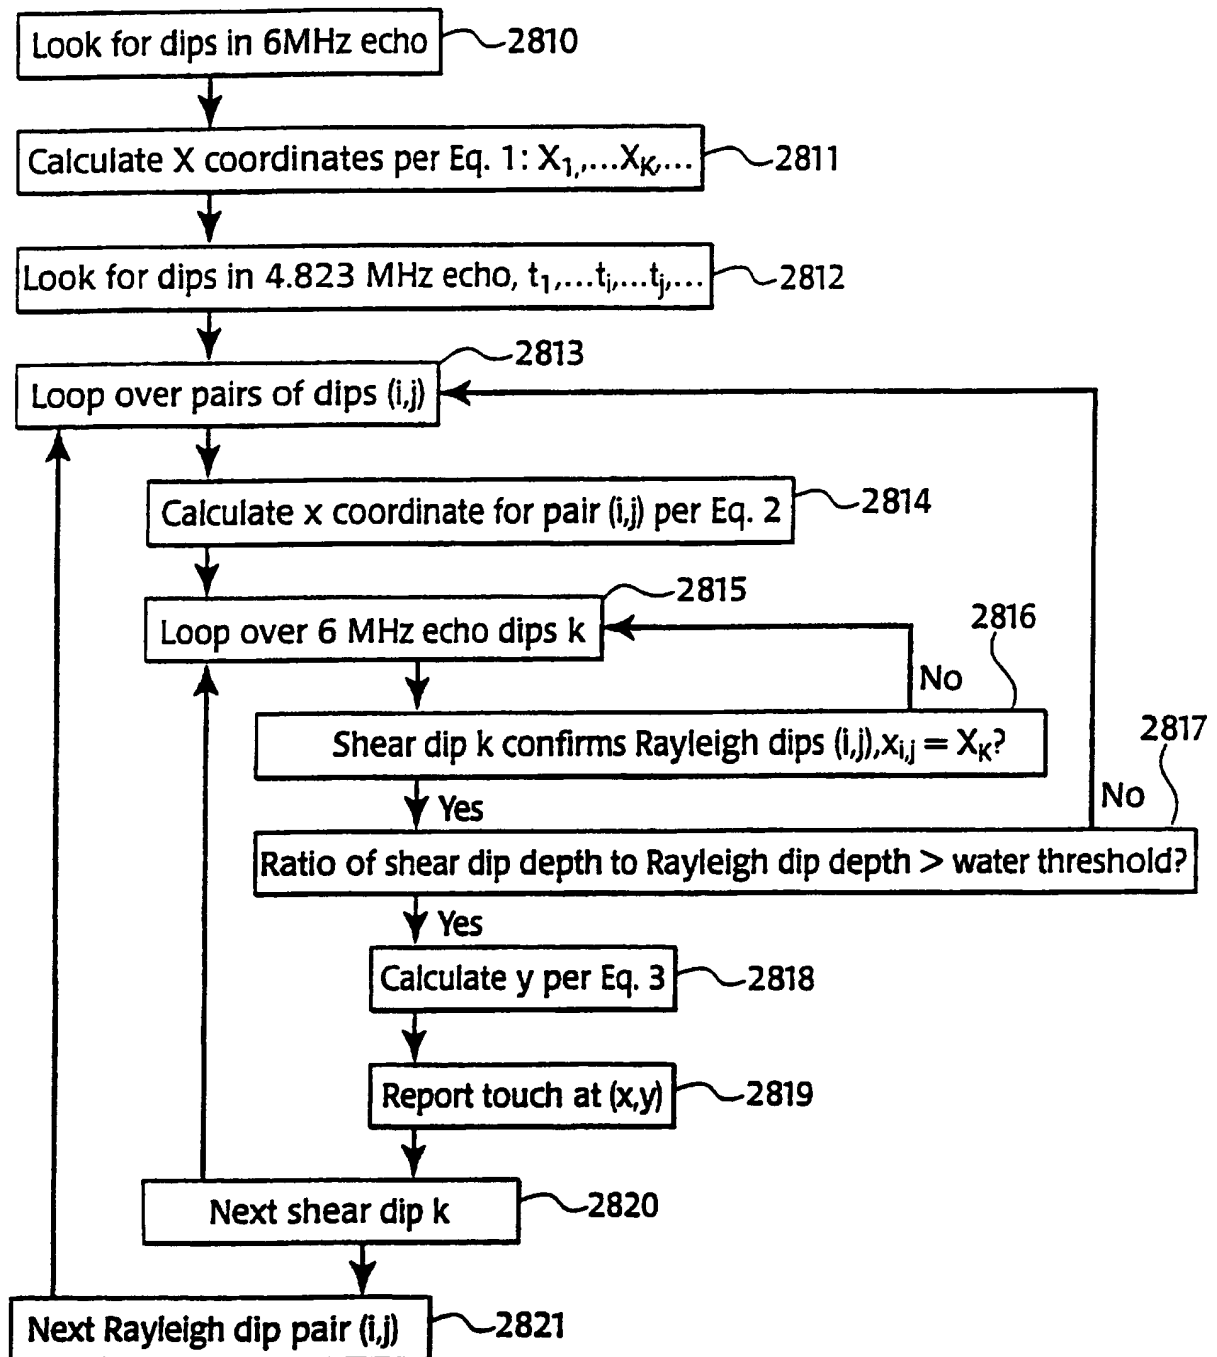 Look for dips in 6MHz echo
2810
Calculate X coordinates per Eq. 1: X1,,...XK,...
2811
Look for dips in 4.823 MHz echo, t1,...ti,...tj,...
2812
2813
Loop over pairs of dips (i,j)
Calculate x coordinate for pair (i,j) per Eq. 2
2814
2815
Loop over 6 MHz echo dips k
2816
No
Shear dip k confirms Rayleigh dips (i,j),xi,j = XK?
2817
Yes
No
Ratio of shear dip depth to Rayleigh dip depth > water threshold?
Yes
Calculate y per Eq. 3
2818
Report touch at (x,y)
2819
Next shear dip k
2820
Next Rayleigh dip pair (i,j)
2821